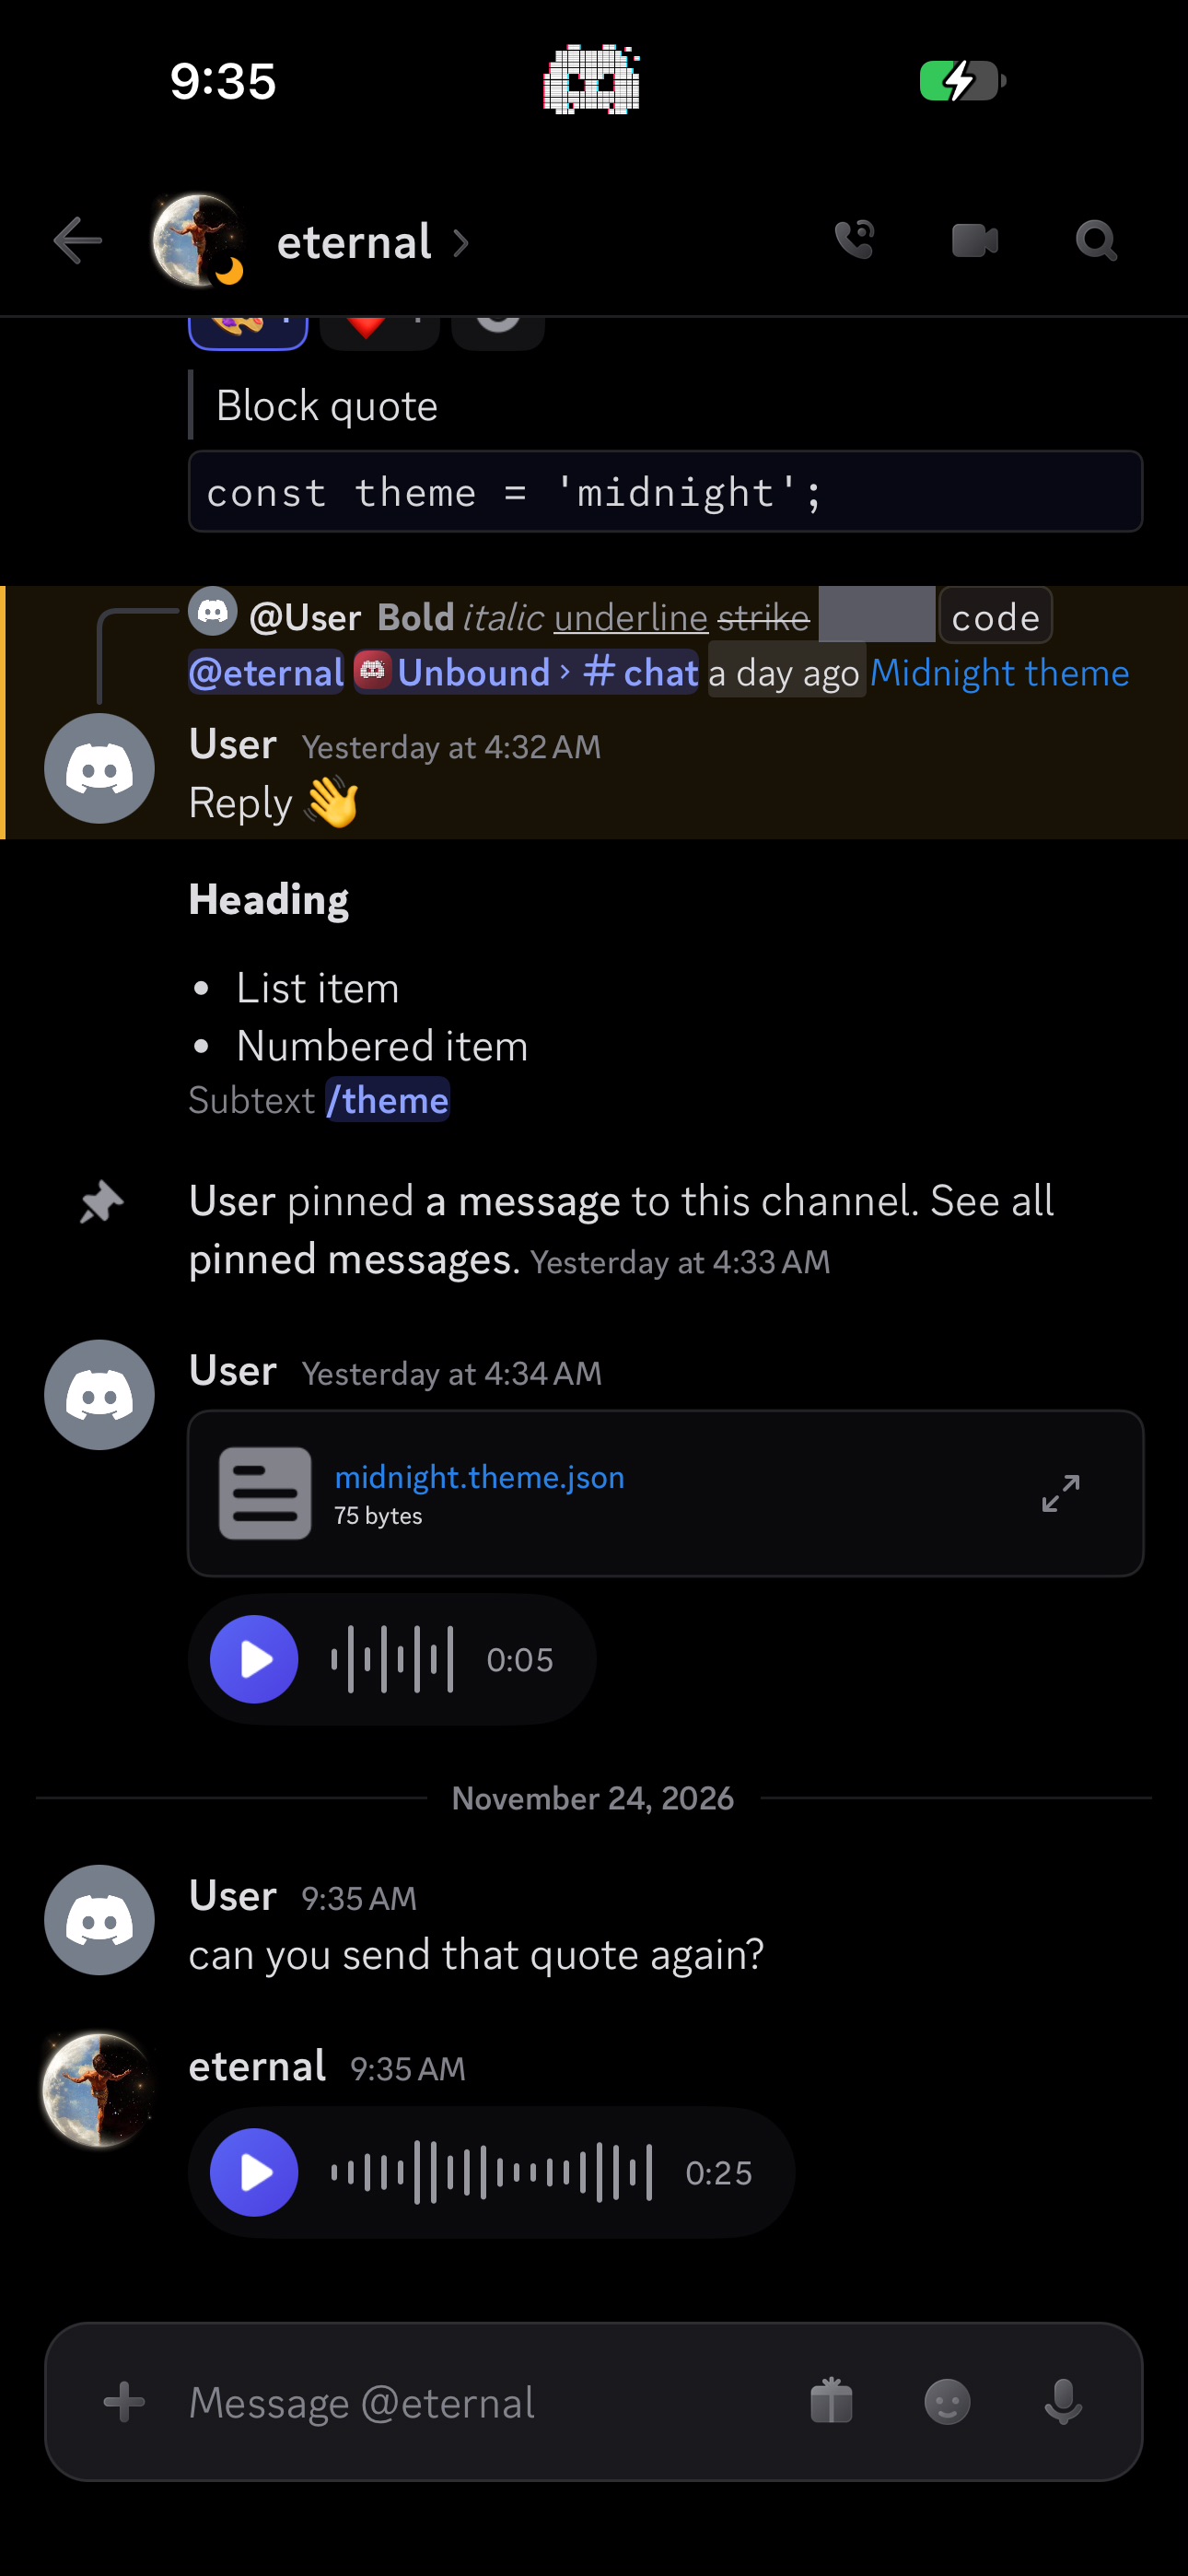 9:35
eternal
Block quote
const theme = 'midnight';
@User Bold italic underline strike code
@eternal Unbound › # chat a day ago Midnight theme
User Yesterday at 4:32 AM
Reply 👋
Heading
• List item
• Numbered item
Subtext /theme
User pinned a message to this channel. See all
pinned messages. Yesterday at 4:33 AM
User Yesterday at 4:34 AM
midnight.theme.json
75 bytes
0:05
November 24, 2026
User 9:35 AM
can you send that quote again?
eternal 9:35 AM
0:25
Message @eternal